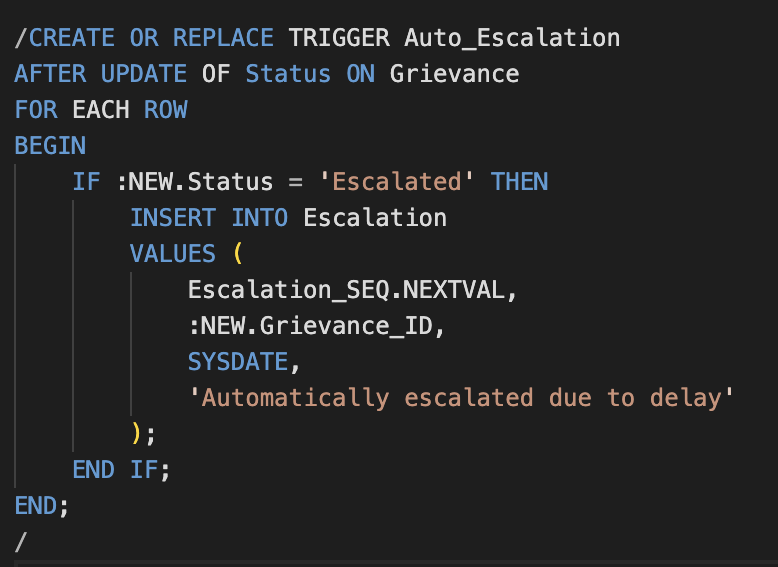 /CREATE OR REPLACE TRIGGER Auto_Escalation
AFTER UPDATE OF Status ON Grievance
FOR EACH ROW
BEGIN
    IF :NEW.Status = 'Escalated' THEN
        INSERT INTO Escalation
        VALUES (
            Escalation_SEQ.NEXTVAL,
            :NEW.Grievance_ID,
            SYSDATE,
            'Automatically escalated due to delay'
        );
    END IF;
END;
/